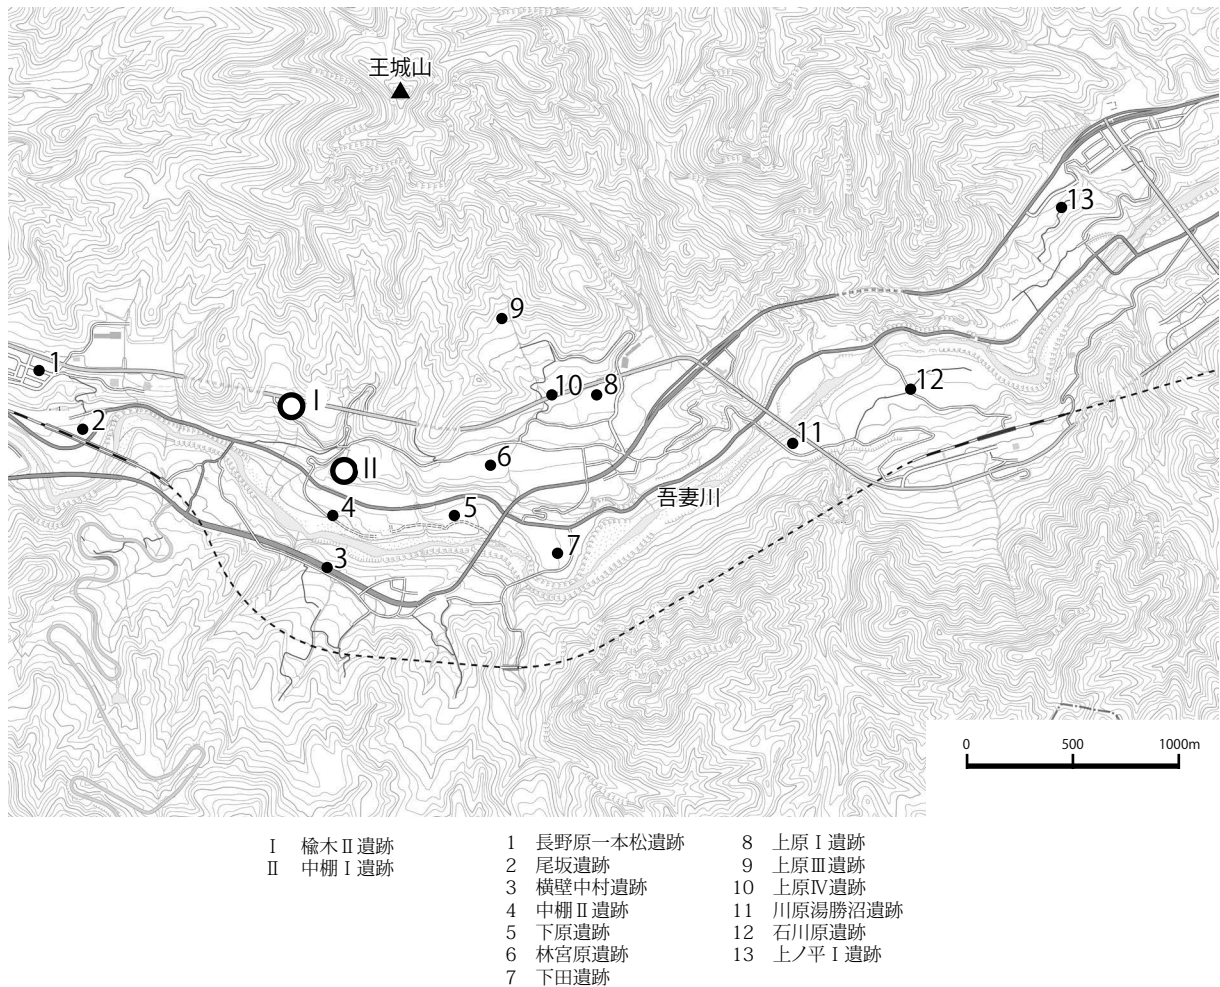 王城山
13
9
1
10
8
12
I
2
11
6
II
吾妻川
4
5
7
3
0 500 1000m
I 楡木Ⅱ遺跡
II 中棚Ⅰ遺跡
1 長野原一本松遺跡
2 尾坂遺跡
3 横壁中村遺跡
4 中棚Ⅱ遺跡
5 下原遺跡
6 林宮原遺跡
7 下田遺跡
8 上原Ⅰ遺跡
9 上原Ⅲ遺跡
10 上原Ⅳ遺跡
11 川原湯勝沼遺跡
12 石川原遺跡
13 上ノ平Ⅰ遺跡